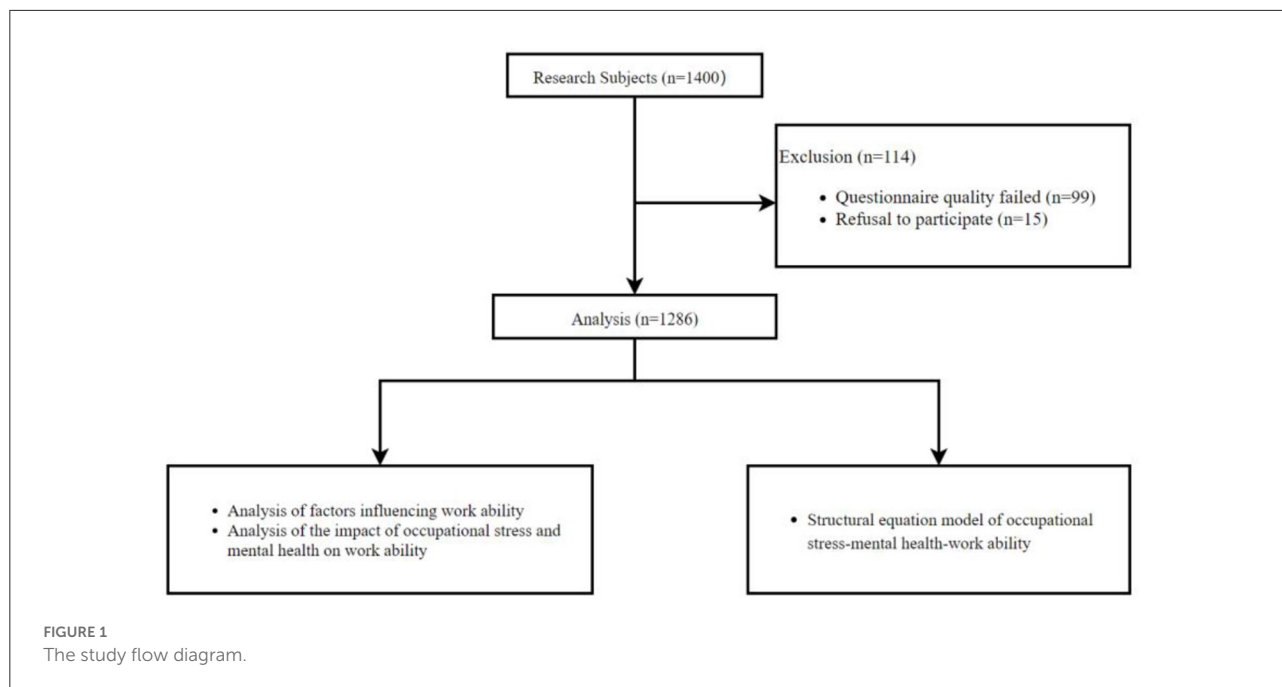 Research Subjects (n=1400)
Exclusion (n=114)
• Questionnaire quality failed (n=99)
• Refusal to participate (n=15)
Analysis (n=1286)
• Analysis of factors influencing work ability
• Analysis of the impact of occupational stress and
mental health on work ability
• Structural equation model of occupational
stress-mental health-work ability
FIGURE 1
The study flow diagram.